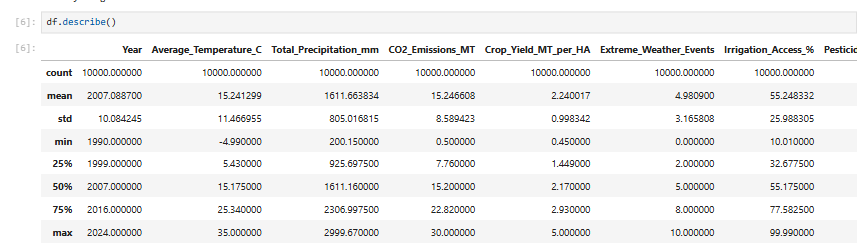 [6]: df.describe()
[6]: Year Average_Temperature_C Total_Precipitation_mm CO2_Emissions_MT Crop_Yield_MT_per_HA Extreme_Weather_Events Irrigation_Access_% Pesticid
count 10000.000000 10000.000000 10000.000000 10000.000000 10000.000000 10000.000000 10000.000000
mean 2007.088700 15.241299 1611.663834 15.246608 2.240017 4.980900 55.248332
std 10.084245 11.466955 805.016815 8.589423 0.998342 3.165808 25.988305
min 1990.000000 -4.990000 200.150000 0.500000 0.450000 0.000000 10.010000
25% 1999.000000 5.430000 925.697500 7.760000 1.449000 2.000000 32.677500
50% 2007.000000 15.175000 1611.160000 15.200000 2.170000 5.000000 55.175000
75% 2016.000000 25.340000 2306.997500 22.820000 2.930000 8.000000 77.582500
max 2024.000000 35.000000 2999.670000 30.000000 5.000000 10.000000 99.990000